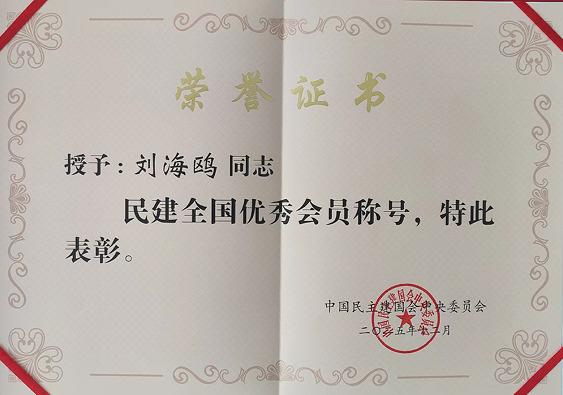 荣誉证书
授予：刘海鸥 同志
民建全国优秀会员称号，特此
表彰。
中国民主建国会中央委员会
二〇二五年十二月